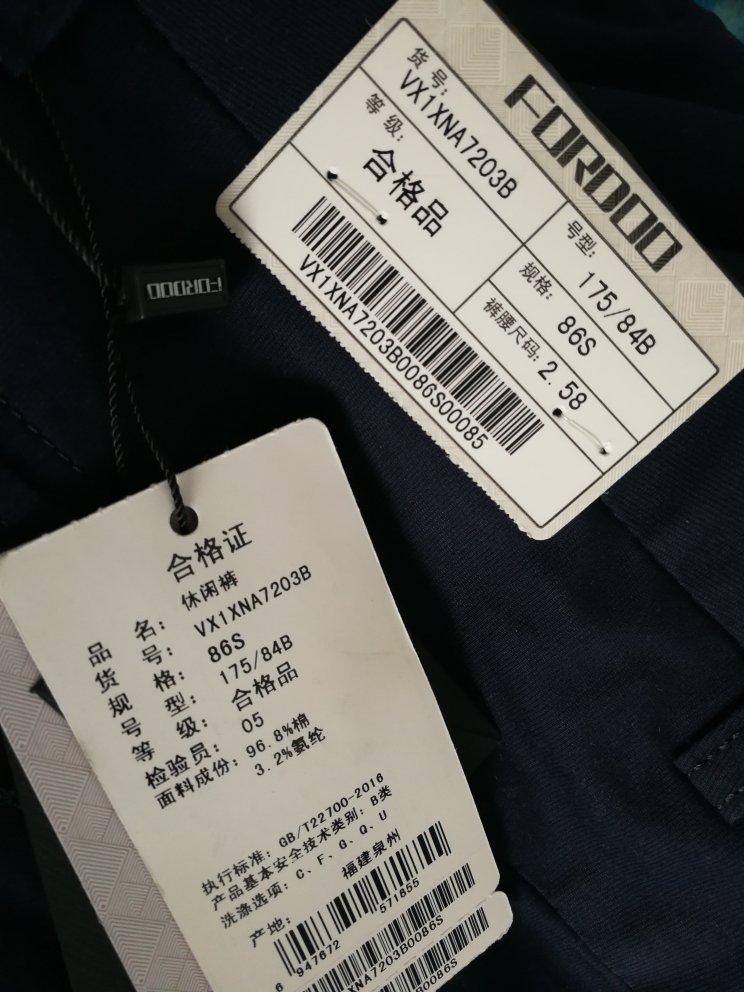 FORDOO
货号:
VX1XNA7203B
等级:
合格品
号型:
175/84B
规格:
86S
裤腰尺码: 2.58
VX1XNA7203B0086S00085
FORDOO
合格证
品 名: 休闲裤
货 号: VX1XNA7203B
规 格: 86S
号 型: 175/84B
等 级: 合格品
检验员: 05
面料成份: 96.8%棉
3.2%氨纶
执行标准: GB/T22700-2016
产品基本安全技术类别: B类
洗涤选项: C、F、G、Q、U
产地: 福建泉州
6 947672 571855
VX1XNA7203B0086S